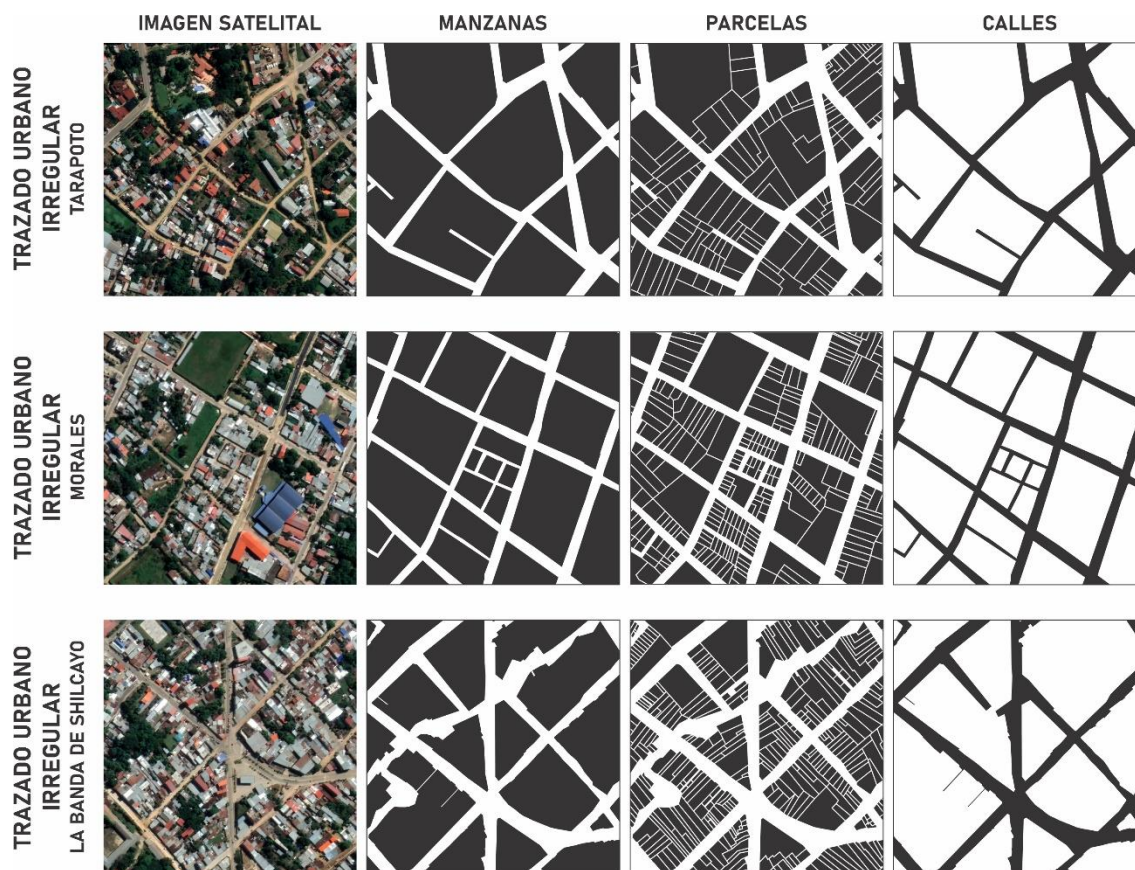 IMAGEN SATELITAL
MANZANAS
PARCELAS
CALLES
TRAZADO URBANO
IRREGULAR
TARAPOTO
TRAZADO URBANO
IRREGULAR
MORALES
TRAZADO URBANO
IRREGULAR
LA BANDA DE SHILCAYO